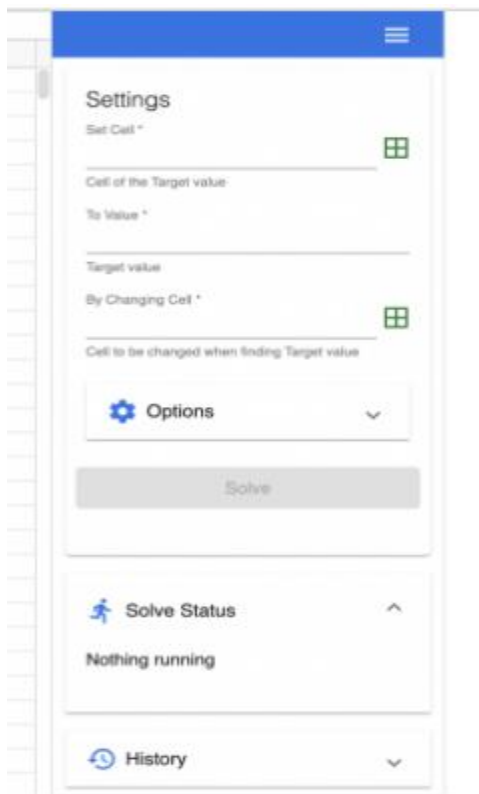 Settings
Set Cell *
Cell of the Target value
To Value *
Target value
By Changing Cell *
Cell to be changed when finding Target value
Options
Solve
Solve Status
Nothing running
History